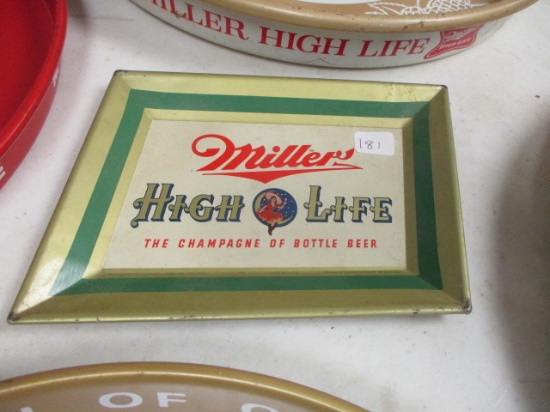 MILLER HIGH LIFE
Miller
181
HIGH LIFE
THE CHAMPAGNE OF BOTTLE BEER
OF